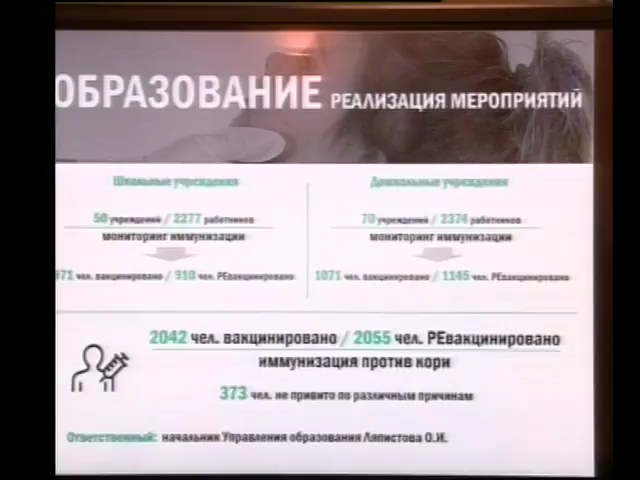 ОБРАЗОВАНИЕ РЕАЛИЗАЦИЯ МЕРОПРИЯТИЙ
Школьные учреждения
Дошкольные учреждения
50 учреждений / 2277 работников
70 учреждений / 2374 работников
мониторинг иммунизации
мониторинг иммунизации
971 чел. вакцинировано / 910 чел. РЕвакцинировано
1071 чел. вакцинировано / 1145 чел. РЕвакцинировано
2042 чел. вакцинировано / 2055 чел. РЕвакцинировано
иммунизация против кори
373 чел. не привито по различным причинам
Ответственный: начальник Управления образования Ляпистова О.И.